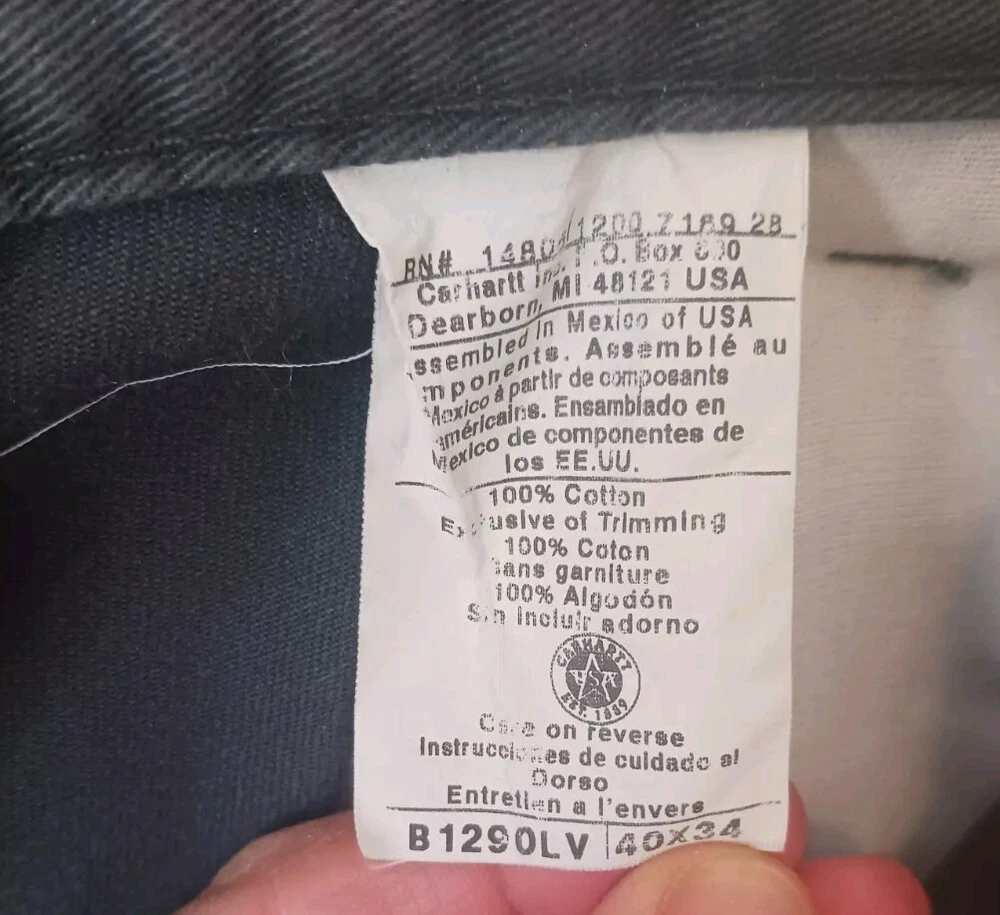 RN# 14806/1200.Z 189 28
Carhartt Inc. P.O. Box
Dearborn, MI 48121 USA
ssembled in Mexico of USA
mponents. Assemblé au
Mexico à partir de composants
américains. Ensamblado en
Mexico de componentes de
los EE.UU.
100% Cotton
Exclusive of Trimming
100% Coton
Sans garniture
100% Algodón
Sin incluir adorno
CARHARTT
USA
EST. 1889
Care on reverse
Instrucciones de cuidado al
Dorso
Entretien a l'envers
B1290LV 40X34